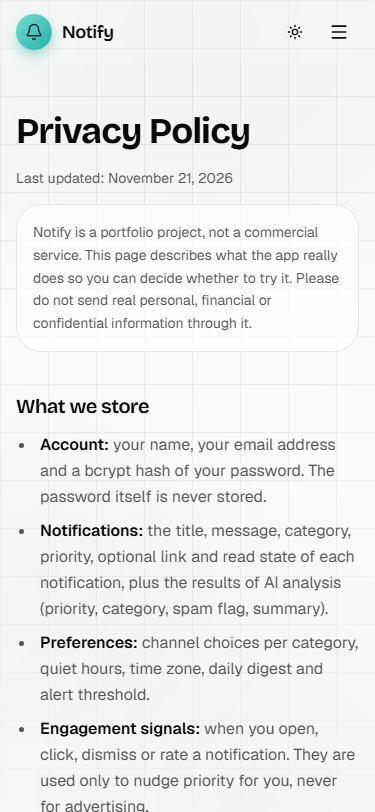 Notify
Privacy Policy
Last updated: November 21, 2026
Notify is a portfolio project, not a commercial
service. This page describes what the app really
does so you can decide whether to try it. Please
do not send real personal, financial or
confidential information through it.
What we store
• Account: your name, your email address
and a bcrypt hash of your password. The
password itself is never stored.
• Notifications: the title, message, category,
priority, optional link and read state of each
notification, plus the results of AI analysis
(priority, category, spam flag, summary).
• Preferences: channel choices per category,
quiet hours, time zone, daily digest and
alert threshold.
• Engagement signals: when you open,
click, dismiss or rate a notification. They are
used only to nudge priority for you, never
for advertising.